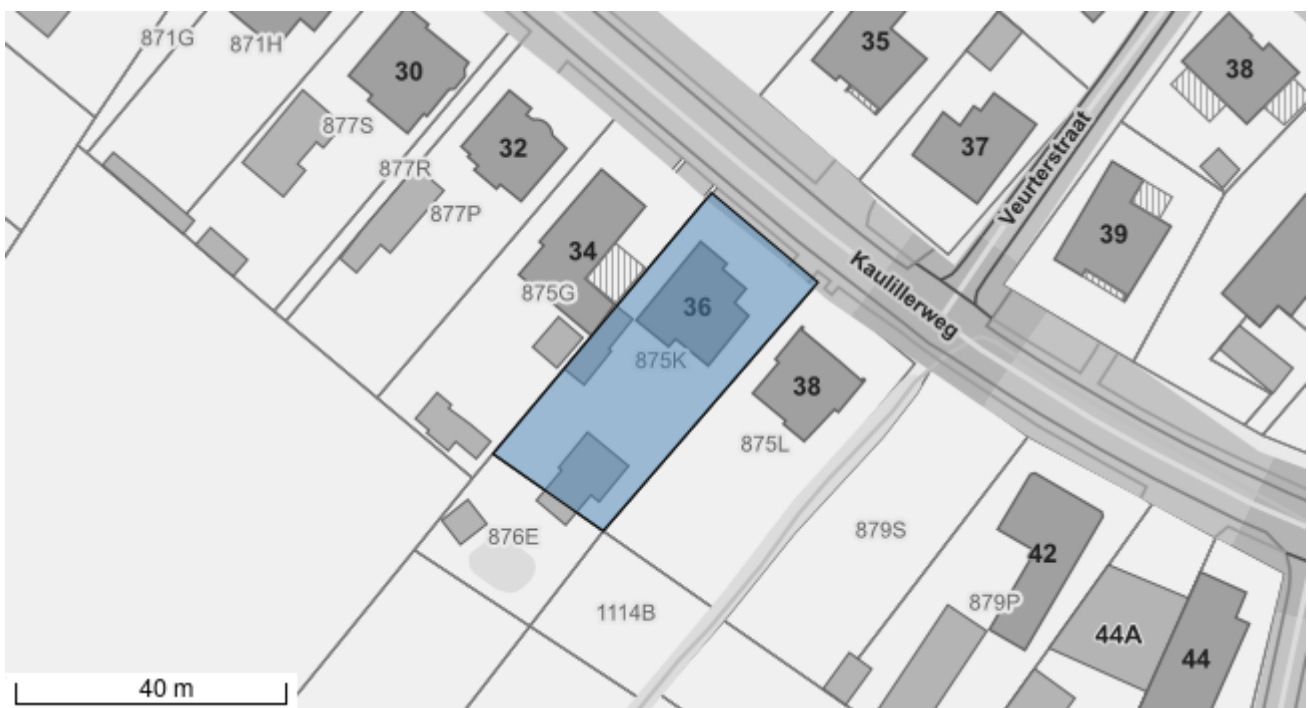 871G
871H
30
35
38
877S
32
37
Veurterstraat
877R
877P
34
39
875G
36
Kaulillerweg
875K
38
875L
876E
879S
42
1114B
879P
44A
44
40 m